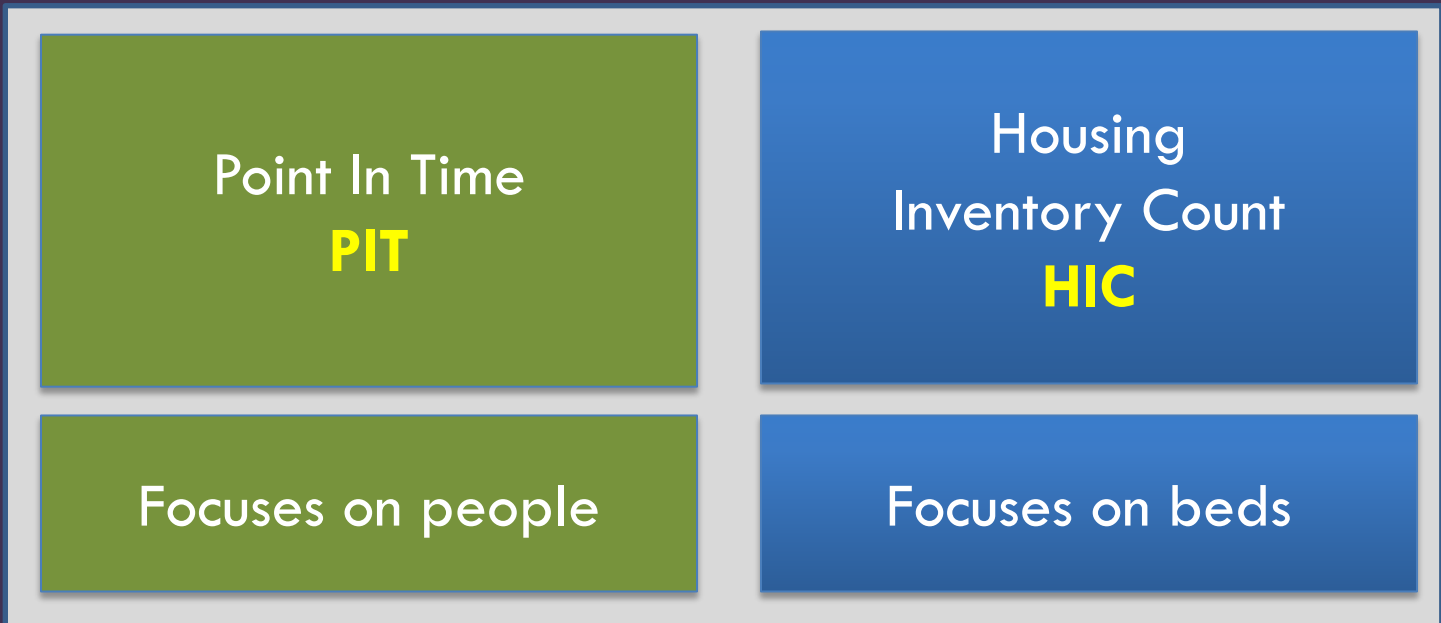 Point In Time
PIT
Housing
Inventory Count
HIC
Focuses on people
Focuses on beds